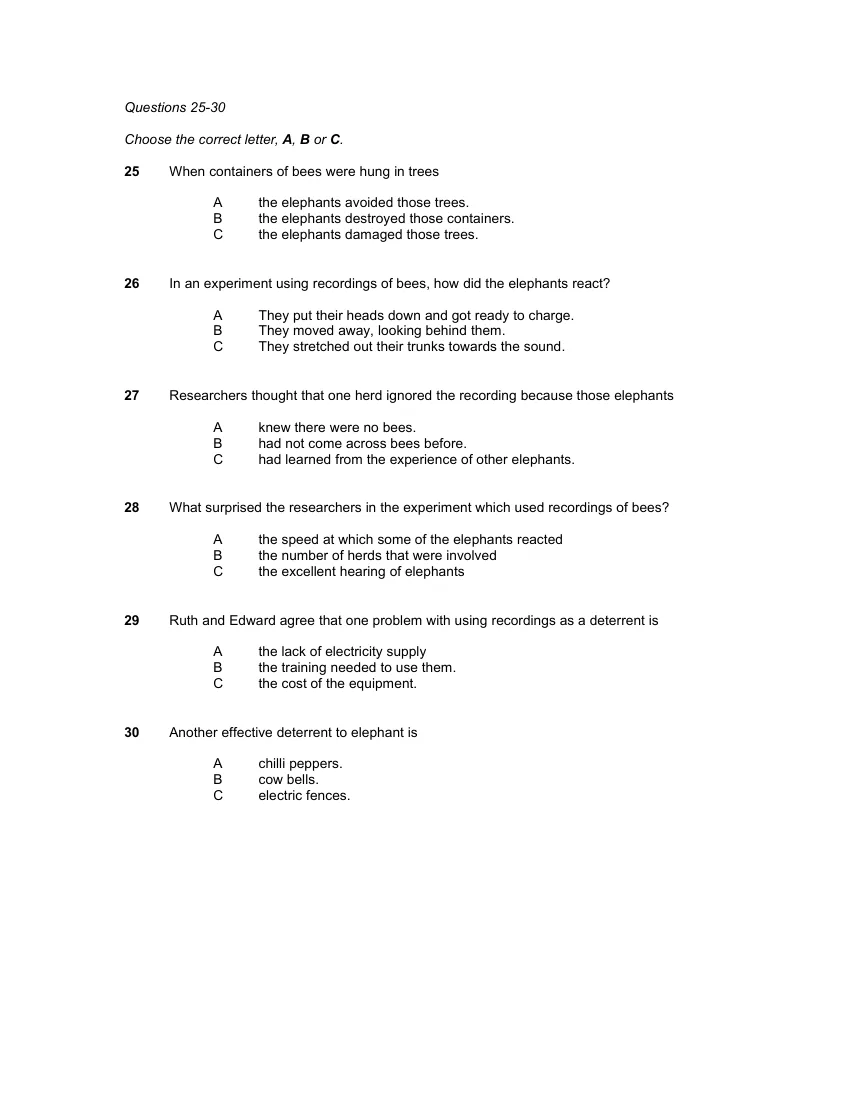 Questions 25-30
Choose the correct letter, A, B or C.
25 When containers of bees were hung in trees
A the elephants avoided those trees.
B the elephants destroyed those containers.
C the elephants damaged those trees.
26 In an experiment using recordings of bees, how did the elephants react?
A They put their heads down and got ready to charge.
B They moved away, looking behind them.
C They stretched out their trunks towards the sound.
27 Researchers thought that one herd ignored the recording because those elephants
A knew there were no bees.
B had not come across bees before.
C had learned from the experience of other elephants.
28 What surprised the researchers in the experiment which used recordings of bees?
A the speed at which some of the elephants reacted
B the number of herds that were involved
C the excellent hearing of elephants
29 Ruth and Edward agree that one problem with using recordings as a deterrent is
A the lack of electricity supply
B the training needed to use them.
C the cost of the equipment.
30 Another effective deterrent to elephant is
A chilli peppers.
B cow bells.
C electric fences.